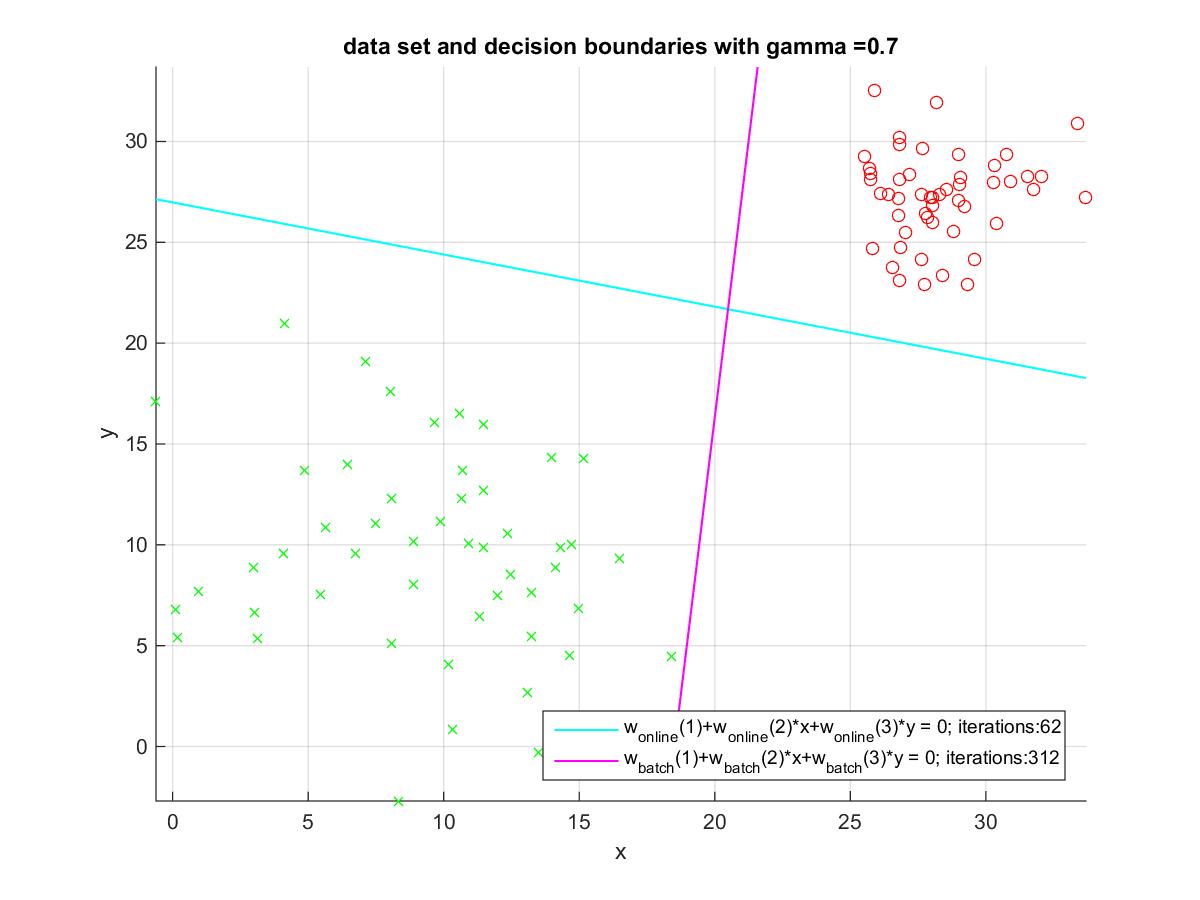 data set and decision boundaries with gamma =0.7
30
25
20
15
10
5
0
y
w_online(1)+w_online(2)*x+w_online(3)*y = 0; iterations:62
w_batch(1)+w_batch(2)*x+w_batch(3)*y = 0; iterations:312
0 5 10 15 20 25 30
x